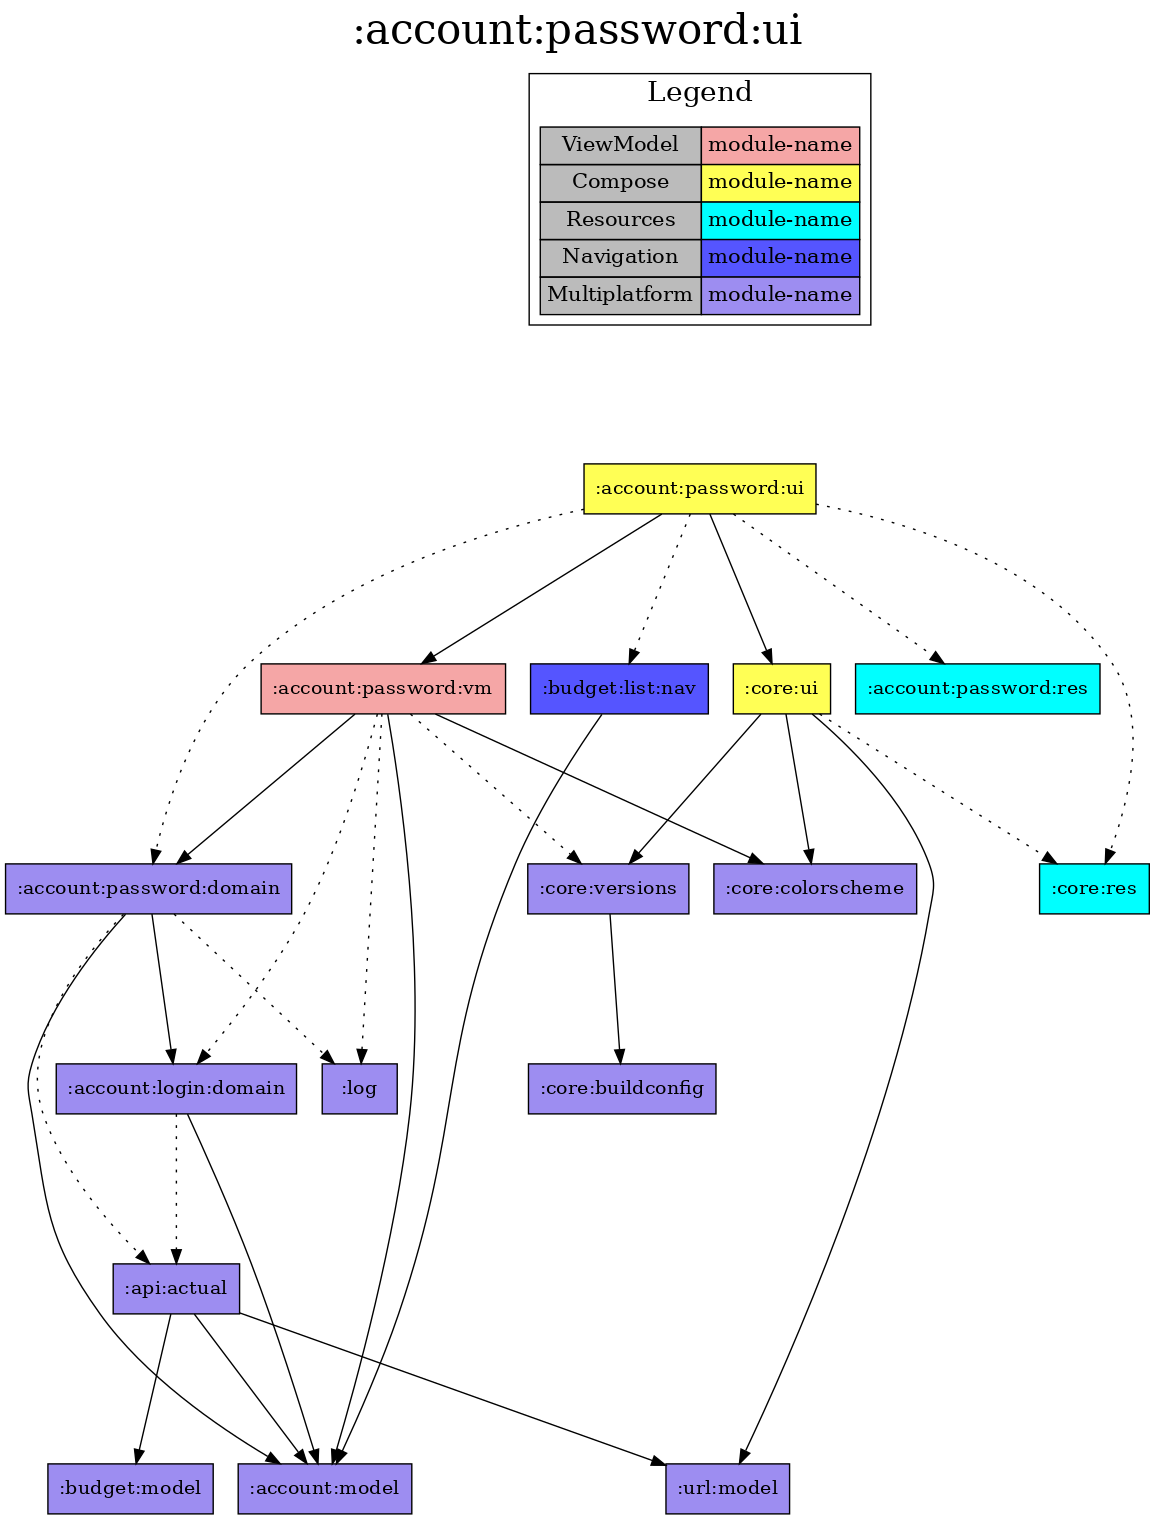 :account:password:ui
Legend
ViewModel module-name
Compose module-name
Resources module-name
Navigation module-name
Multiplatform module-name
:account:password:ui
:account:password:vm
:budget:list:nav
:core:ui
:account:password:res
:account:password:domain
:core:versions
:core:colorscheme
:core:res
:account:login:domain
:log
:core:buildconfig
:api:actual
:budget:model
:account:model
:url:model